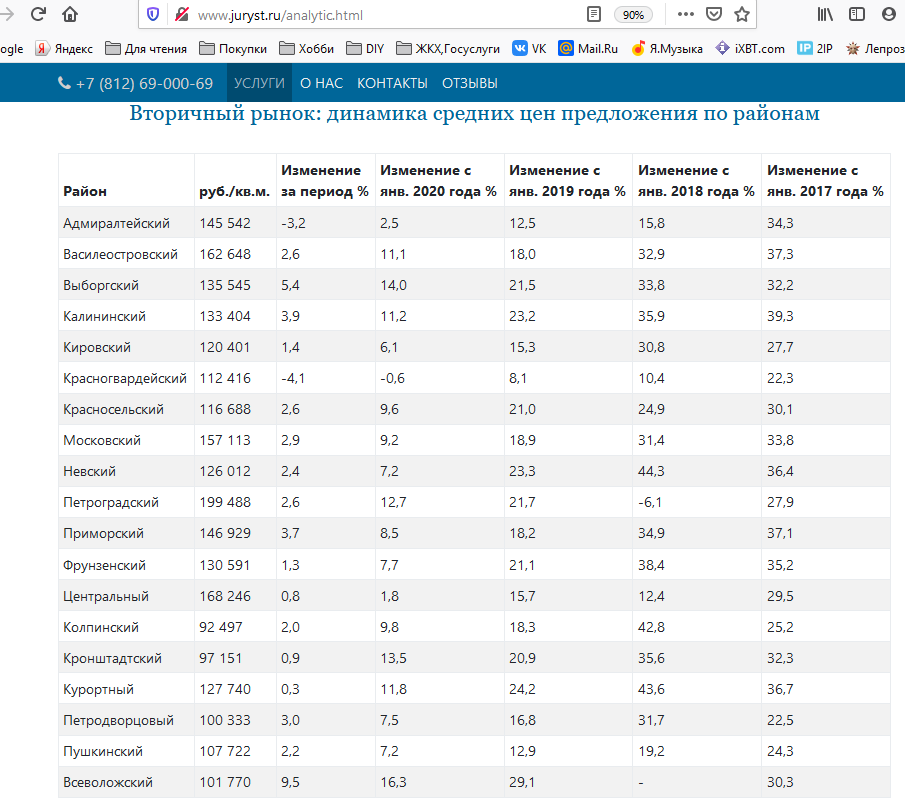 www.juryst.ru/analytic.html 90%
ogle Яндекс Для чтения Покупки Хобби DIY ЖКХ,Госуслуги VK Mail.Ru Я.Музыка iXBT.com IP 2IP Лепроз
+7 (812) 69-000-69 УСЛУГИ О НАС КОНТАКТЫ ОТЗЫВЫ
Вторичный рынок: динамика средних цен предложения по районам
Район руб./кв.м. Изменение за период % Изменение с янв. 2020 года % Изменение с янв. 2019 года % Изменение с янв. 2018 года % Изменение с янв. 2017 года %
Адмиралтейский 145 542 -3,2 2,5 12,5 15,8 34,3
Василеостровский 162 648 2,6 11,1 18,0 32,9 37,3
Выборгский 135 545 5,4 14,0 21,5 33,8 32,2
Калининский 133 404 3,9 11,2 23,2 35,9 39,3
Кировский 120 401 1,4 6,1 15,3 30,8 27,7
Красногвардейский 112 416 -4,1 -0,6 8,1 10,4 22,3
Красносельский 116 688 2,6 9,6 21,0 24,9 30,1
Московский 157 113 2,9 9,2 18,9 31,4 33,8
Невский 126 012 2,4 7,2 23,3 44,3 36,4
Петроградский 199 488 2,6 12,7 21,7 -6,1 27,9
Приморский 146 929 3,7 8,5 18,2 34,9 37,1
Фрунзенский 130 591 1,3 7,7 21,1 38,4 35,2
Центральный 168 246 0,8 1,8 15,7 12,4 29,5
Колпинский 92 497 2,0 9,8 18,3 42,8 25,2
Кронштадтский 97 151 0,9 13,5 20,9 35,6 32,3
Курортный 127 740 0,3 11,8 24,2 43,6 36,7
Петродворцовый 100 333 3,0 7,5 16,8 31,7 22,5
Пушкинский 107 722 2,2 7,2 12,9 19,2 24,3
Всеволожский 101 770 9,5 16,3 29,1 - 30,3